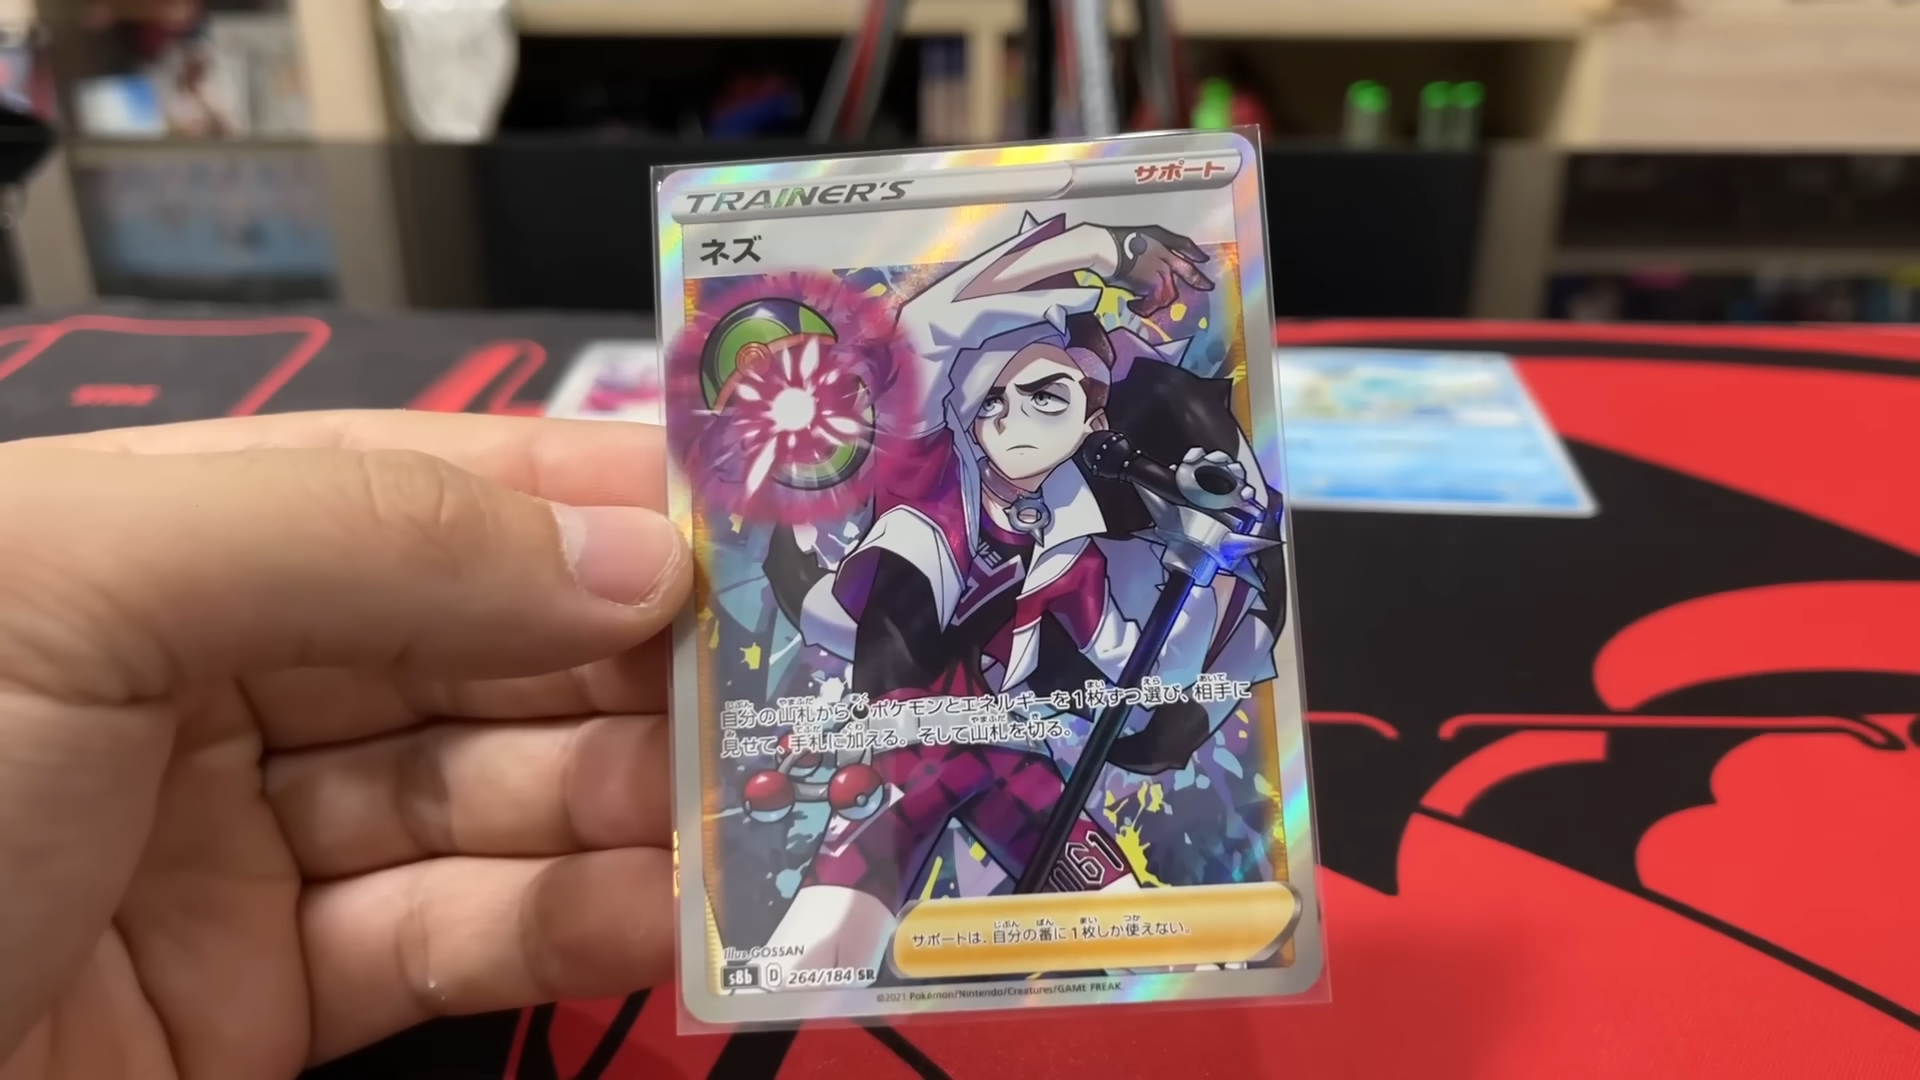 TRAINER'S
サポート
ネズ
自分の山札から ポケモンとエネルギーを1枚ずつ選び、相手に
見せて、手札に加える。そして山札を切る。
061
サポートは、自分の番に1枚しか使えない。
illus. GOSSAN
s8b D 264/184 SR
©2021 Pokémon/Nintendo/Creatures/GAME FREAK.